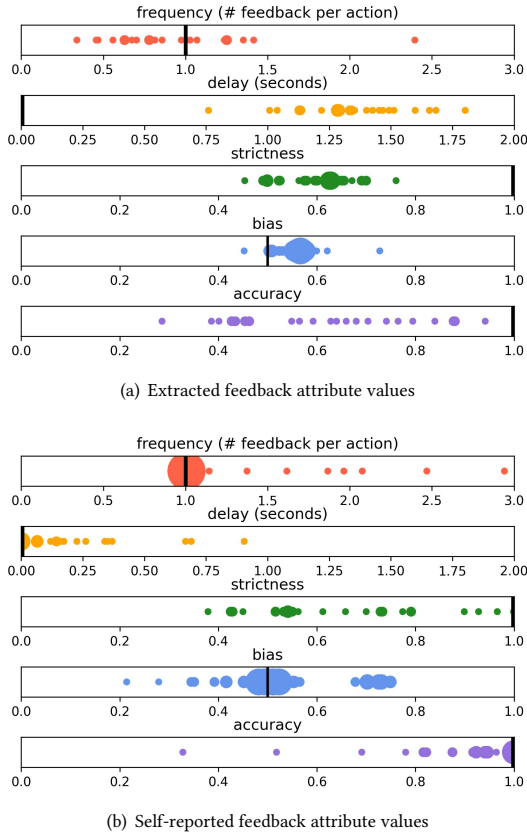 frequency (# feedback per action)
0.0 0.5 1.0 1.5 2.0 2.5 3.0
delay (seconds)
0.00 0.25 0.50 0.75 1.00 1.25 1.50 1.75 2.00
strictness
0.0 0.2 0.4 0.6 0.8 1.0
bias
0.0 0.2 0.4 0.6 0.8 1.0
accuracy
0.0 0.2 0.4 0.6 0.8 1.0
(a) Extracted feedback attribute values
frequency (# feedback per action)
0.0 0.5 1.0 1.5 2.0 2.5 3.0
delay (seconds)
0.00 0.25 0.50 0.75 1.00 1.25 1.50 1.75 2.00
strictness
0.0 0.2 0.4 0.6 0.8 1.0
bias
0.0 0.2 0.4 0.6 0.8 1.0
accuracy
0.0 0.2 0.4 0.6 0.8 1.0
(b) Self-reported feedback attribute values